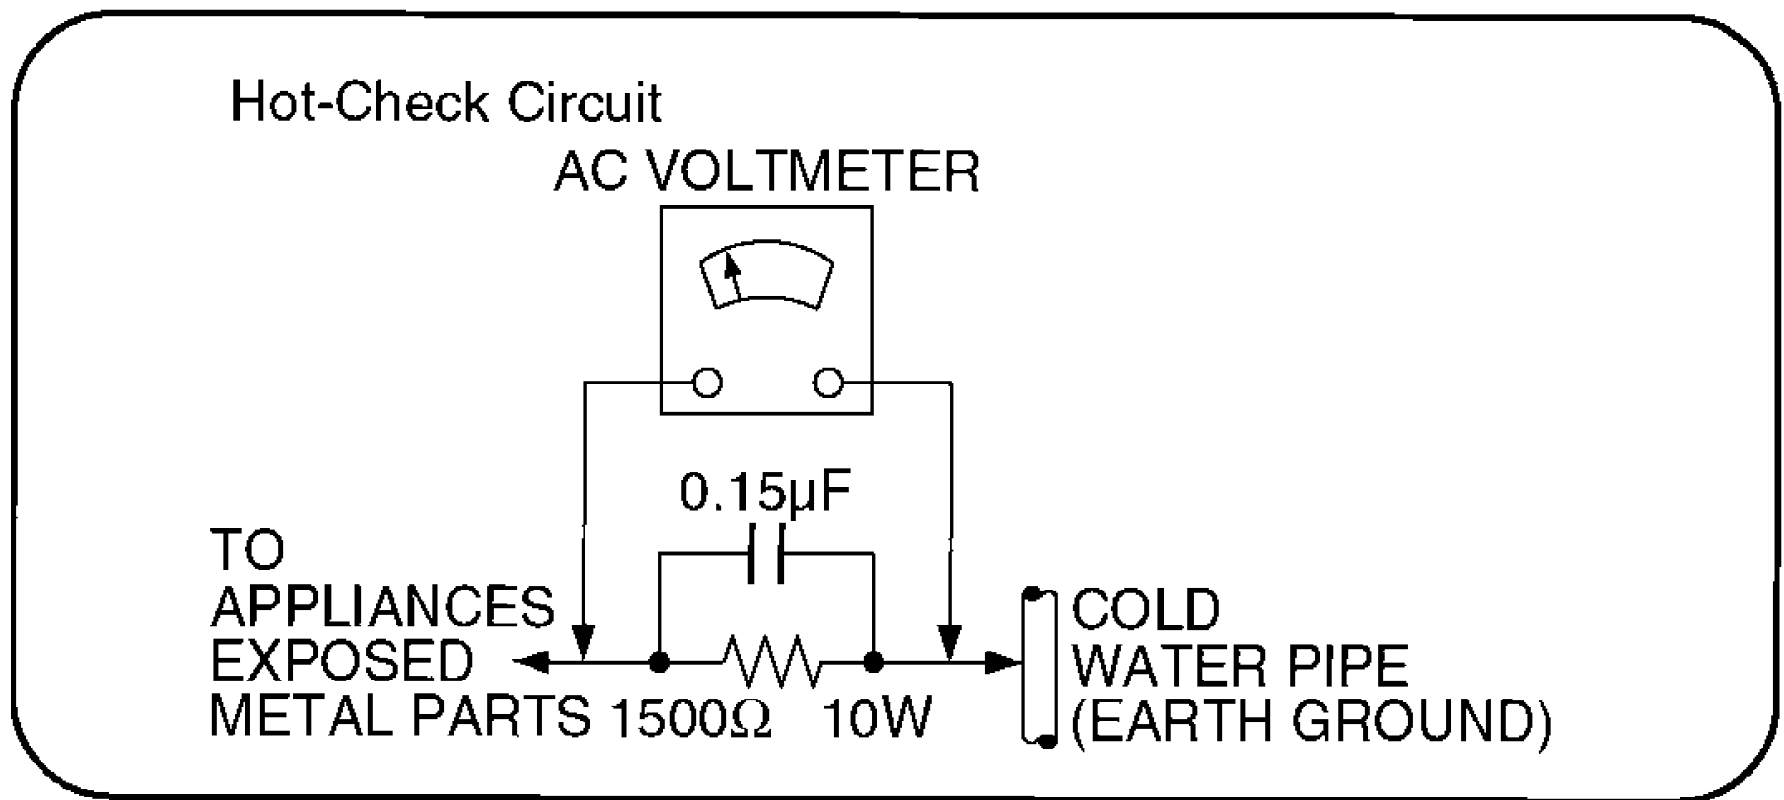 Hot-Check Circuit
AC VOLTMETER
0.15µF
TO
APPLIANCES
EXPOSED
METAL PARTS
1500Ω 10W
COLD
WATER PIPE
(EARTH GROUND)